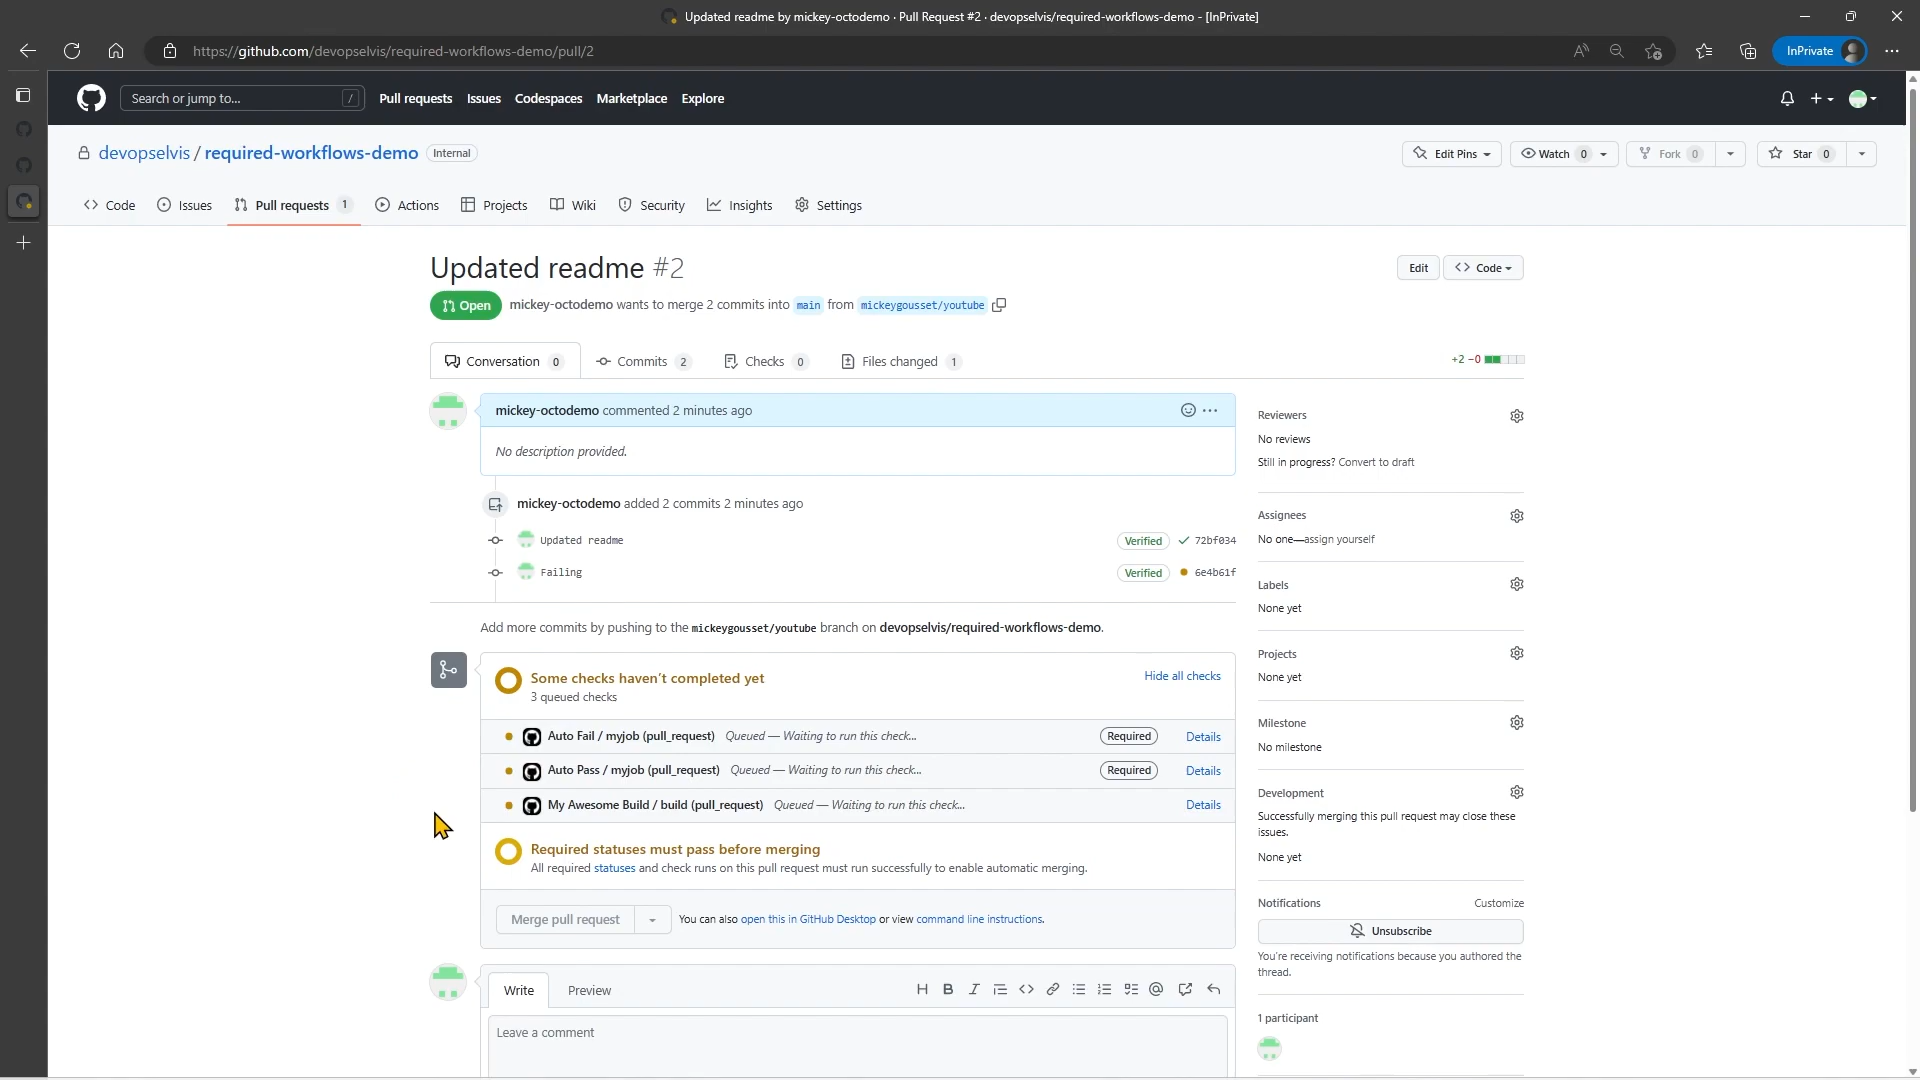 Updated readme by mickey-octodemo · Pull Request #2 · devopselvis/required-workflows-demo - [InPrivate]
https://github.com/devopselvis/required-workflows-demo/pull/2
InPrivate
Search or jump to... /
Pull requests Issues Codespaces Marketplace Explore
devopselvis / required-workflows-demo Internal
Edit Pins Watch 0 Fork 0 Star 0
Code Issues Pull requests 1 Actions Projects Wiki Security Insights Settings
Updated readme #2
Edit Code
Open mickey-octodemo wants to merge 2 commits into main from mickeygousset/youtube
Conversation 0 Commits 2 Checks 0 Files changed 1
+2 −0
mickey-octodemo commented 2 minutes ago
No description provided.
mickey-octodemo added 2 commits 2 minutes ago
Updated readme Verified 72bf034
Failing Verified 6e4b61f
Add more commits by pushing to the mickeygousset/youtube branch on devopselvis/required-workflows-demo.
Some checks haven't completed yet
3 queued checks
Hide all checks
Auto Fail / myjob (pull_request) Queued — Waiting to run this check... Required Details
Auto Pass / myjob (pull_request) Queued — Waiting to run this check... Required Details
My Awesome Build / build (pull_request) Queued — Waiting to run this check... Details
Required statuses must pass before merging
All required statuses and check runs on this pull request must run successfully to enable automatic merging.
Merge pull request You can also open this in GitHub Desktop or view command line instructions.
Write Preview
Leave a comment
Reviewers
No reviews
Still in progress? Convert to draft
Assignees
No one—assign yourself
Labels
None yet
Projects
None yet
Milestone
No milestone
Development
Successfully merging this pull request may close these
issues.
None yet
Notifications Customize
Unsubscribe
You're receiving notifications because you authored the
thread.
1 participant